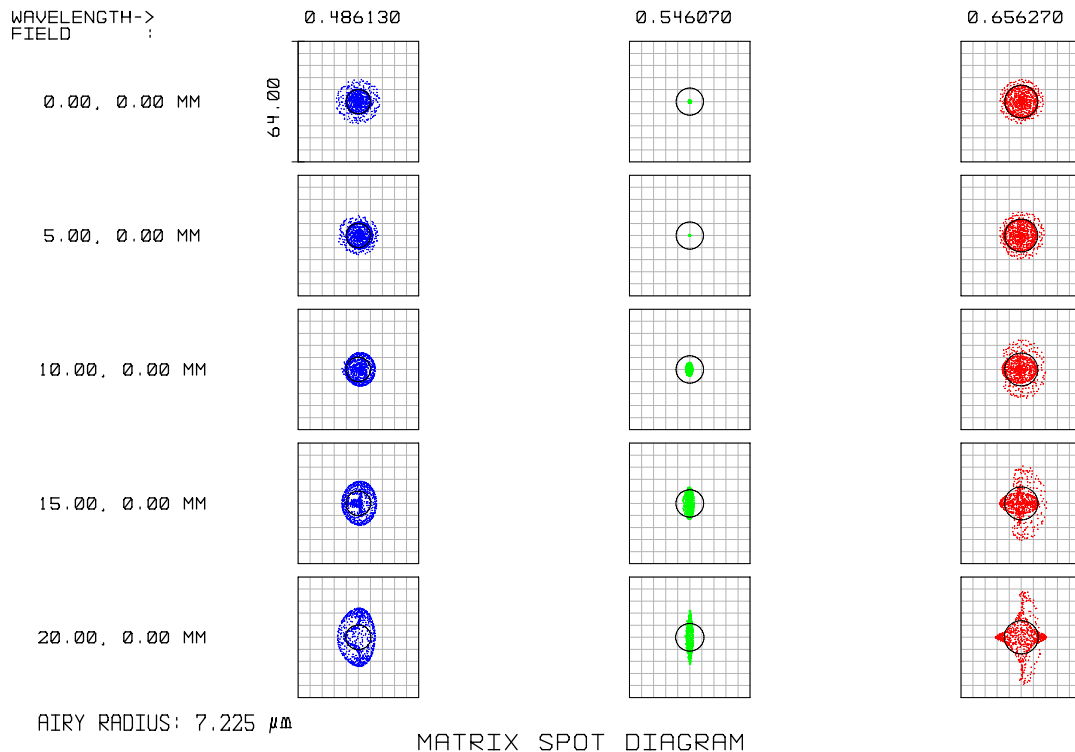 WAVELENGTH-> 0.486130 0.546070 0.656270
FIELD :
0.00, 0.00 MM
64.00
5.00, 0.00 MM
10.00, 0.00 MM
15.00, 0.00 MM
20.00, 0.00 MM
AIRY RADIUS: 7.225 μm
MATRIX SPOT DIAGRAM